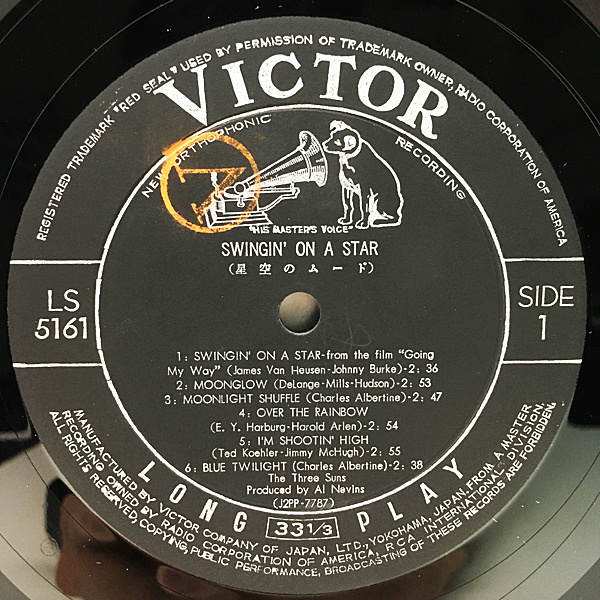 REGISTERED TRADEMARK "RED SEAL" USED BY PERMISSION OF TRADEMARK OWNER, RADIO CORPORATION OF AMERICA
VICTOR
NEW ORTHOPHONIC RECORDING
"HIS MASTER'S VOICE"
SWINGIN' ON A STAR
(星空のムード)
LS
5161
SIDE
1
1: SWINGIN' ON A STAR-from the film "Going
My Way" (James Van Heusen-Johnny Burke)-2: 36
2: MOONGLOW (DeLange-Mills-Hudson)-2: 53
3: MOONLIGHT SHUFFLE (Charles Albertine)-2: 47
4: OVER THE RAINBOW
(E. Y. Harburg-Harold Arlen)-2: 54
5: I'M SHOOTIN' HIGH
(Ted Koehler-Jimmy McHugh)-2: 55
6: BLUE TWILIGHT (Charles Albertine)-2: 38
The Three Suns
Produced by Al Nevins
(J2PP-7787)
LONG 33 1/3 PLAY
MANUFACTURED BY VICTOR COMPANY OF JAPAN, LTD., YOKOHAMA, JAPAN, FROM A MASTER
RECORDING OWNED BY RADIO CORPORATION OF AMERICA, RCA INTERNATIONAL DIVISION.
ALL RIGHTS RESERVED, COPYING, PUBLIC PERFORMANCE, BROADCASTING OF THESE RECORDS ARE FORBIDDEN.